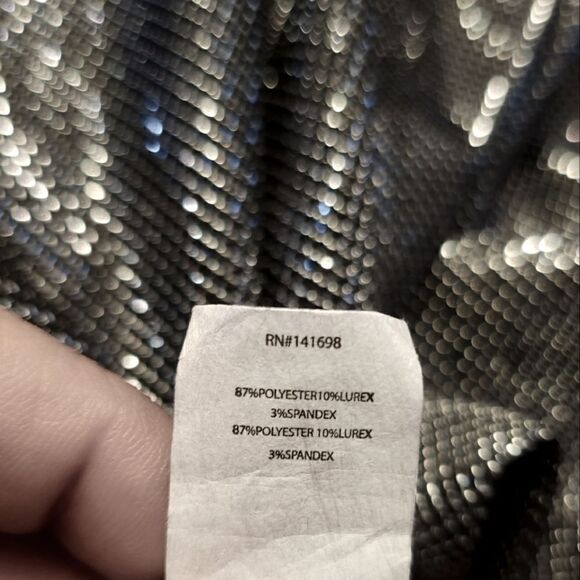 RN#141698
87%POLYESTER10%LUREX
3%SPANDEX
87%POLYESTER 10%LUREX
3%SPANDEX